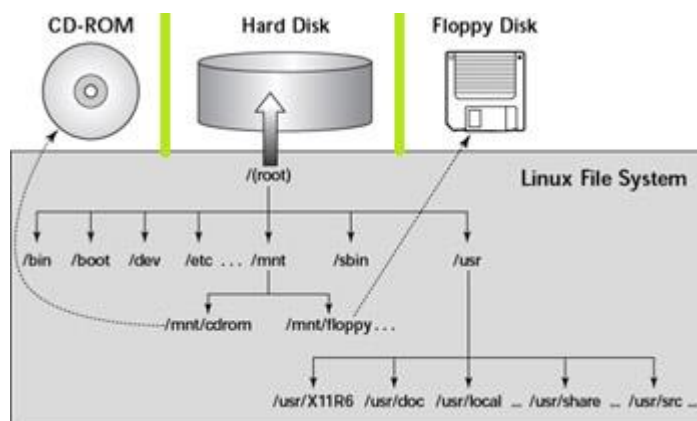 CD-ROM Hard Disk Floppy Disk
/(root)
Linux File System
/bin /boot /dev /etc ... /mnt /sbin /usr
/mnt/cdrom /mnt/floppy...
/usr/X11R6 /usr/doc /usr/local ... /usr/share ... /usr/src ...